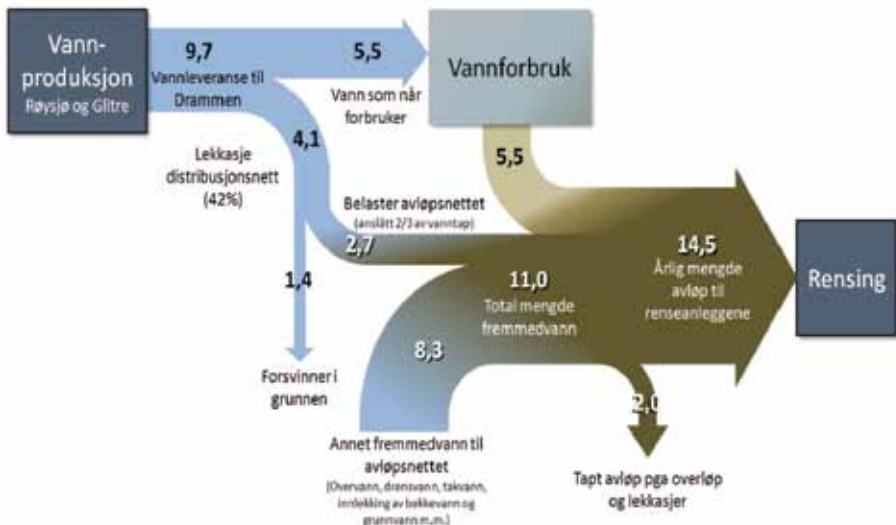 Vann-
produksjon
Røysjø og Glitre
9,7
Vannleveranse til
Drammen
5,5
Vann som når
forbruker
Vannforbruk
4,1
Lekkasje
distribusjonsnett
(42%)
5,5
Belaster avløpsnettet
(anslått 2/3 av vanntap)
2,7
1,4
Forsvinner i
grunnen
11,0
Total mengde
fremmedvann
14,5
Årlig mengde
avløp til
renseanleggene
Rensing
8,3
Annet fremmedvann til
avløpsnettet
(Overvann, drensvann, takvann,
innlekking av bekkevann og
grunnvann m.m.)
2,0
Tapt avløp pga overløp
og lekkasjer